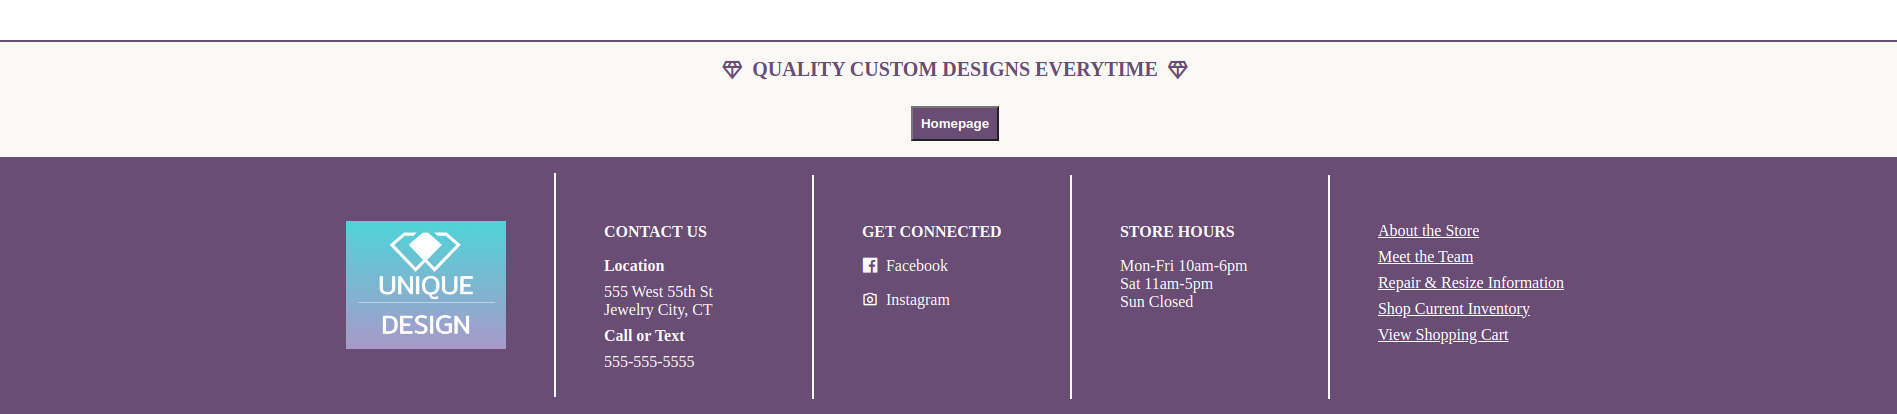 QUALITY CUSTOM DESIGNS EVERYTIME
Homepage
UNIQUE
DESIGN
CONTACT US
Location
555 West 55th St
Jewelry City, CT
Call or Text
555-555-5555
GET CONNECTED
Facebook
Instagram
STORE HOURS
Mon-Fri 10am-6pm
Sat 11am-5pm
Sun Closed
About the Store
Meet the Team
Repair & Resize Information
Shop Current Inventory
View Shopping Cart